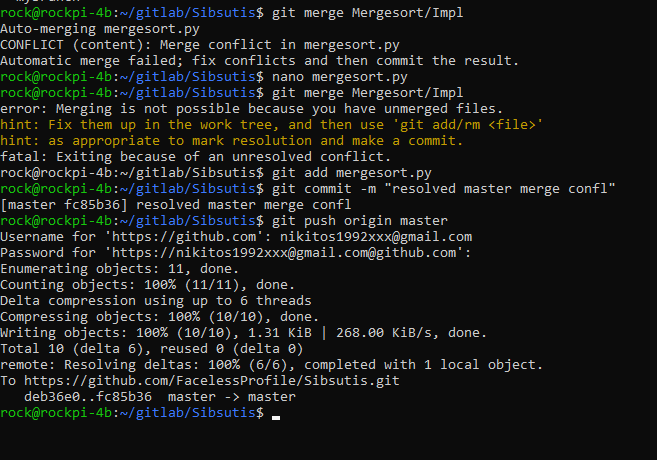 rock@rockpi-4b:~/gitlab/Sibsutis$ git merge Mergesort/Impl
Auto-merging mergesort.py
CONFLICT (content): Merge conflict in mergesort.py
Automatic merge failed; fix conflicts and then commit the result.
rock@rockpi-4b:~/gitlab/Sibsutis$ nano mergesort.py
rock@rockpi-4b:~/gitlab/Sibsutis$ git merge Mergesort/Impl
error: Merging is not possible because you have unmerged files.
hint: Fix them up in the work tree, and then use 'git add/rm <file>'
hint: as appropriate to mark resolution and make a commit.
fatal: Exiting because of an unresolved conflict.
rock@rockpi-4b:~/gitlab/Sibsutis$ git add mergesort.py
rock@rockpi-4b:~/gitlab/Sibsutis$ git commit -m "resolved master merge confl"
[master fc85b36] resolved master merge confl
rock@rockpi-4b:~/gitlab/Sibsutis$ git push origin master
Username for 'https://github.com': nikitos1992xxx@gmail.com
Password for 'https://nikitos1992xxx@gmail.com@github.com':
Enumerating objects: 11, done.
Counting objects: 100% (11/11), done.
Delta compression using up to 6 threads
Compressing objects: 100% (10/10), done.
Writing objects: 100% (10/10), 1.31 KiB | 268.00 KiB/s, done.
Total 10 (delta 6), reused 0 (delta 0)
remote: Resolving deltas: 100% (6/6), completed with 1 local object.
To https://github.com/FacelessProfile/Sibsutis.git
   deb36e0..fc85b36  master -> master
rock@rockpi-4b:~/gitlab/Sibsutis$